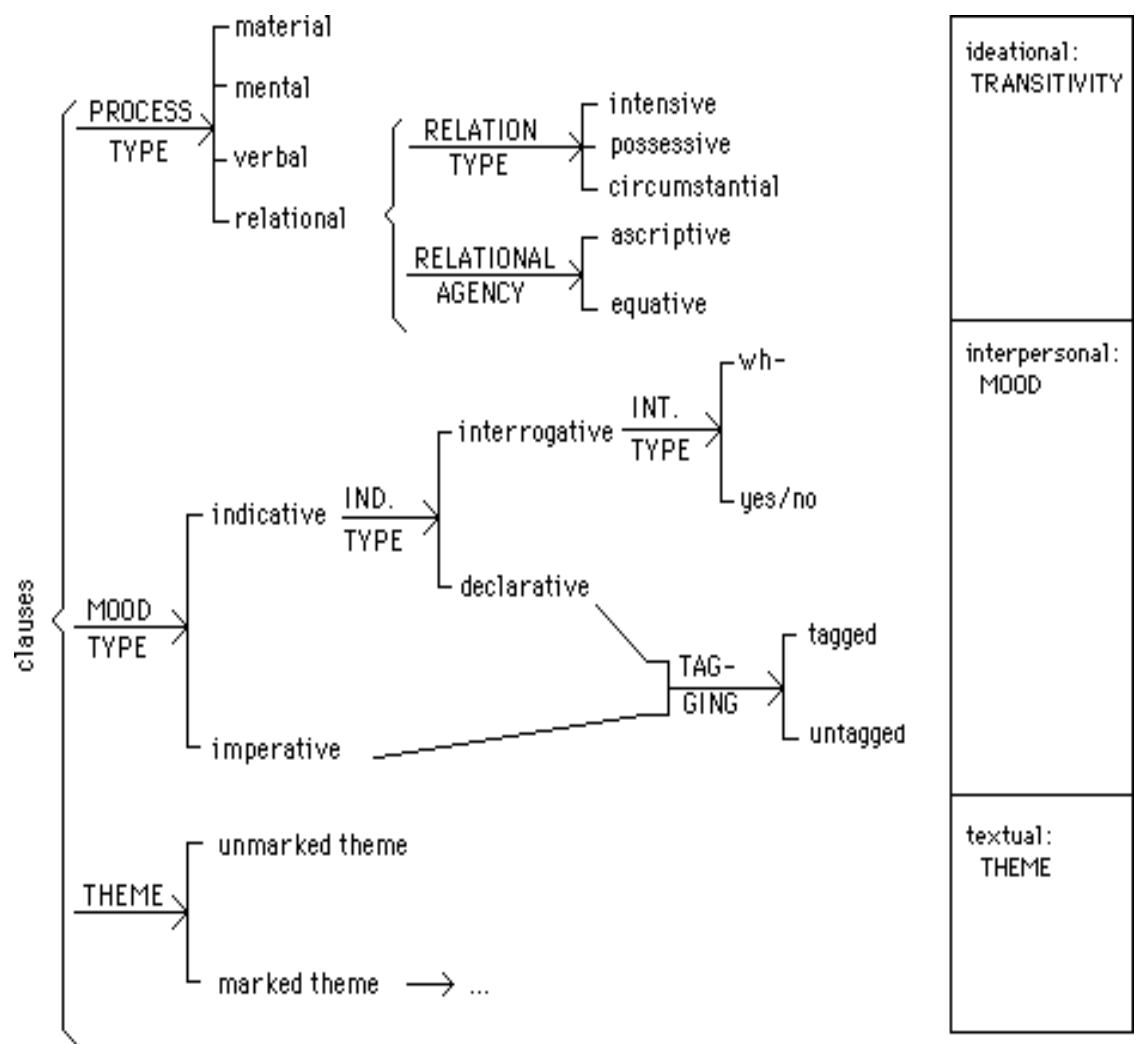 clauses
PROCESS
TYPE
material
mental
verbal
relational
RELATION
TYPE
intensive
possessive
circumstantial
RELATIONAL
AGENCY
ascriptive
equative
MOOD
TYPE
indicative
IND.
TYPE
interrogative
INT.
TYPE
wh-
yes/no
declarative
imperative
TAG-
GING
tagged
untagged
THEME
unmarked theme
marked theme ...
ideational:
TRANSITIVITY
interpersonal:
MOOD
textual:
THEME